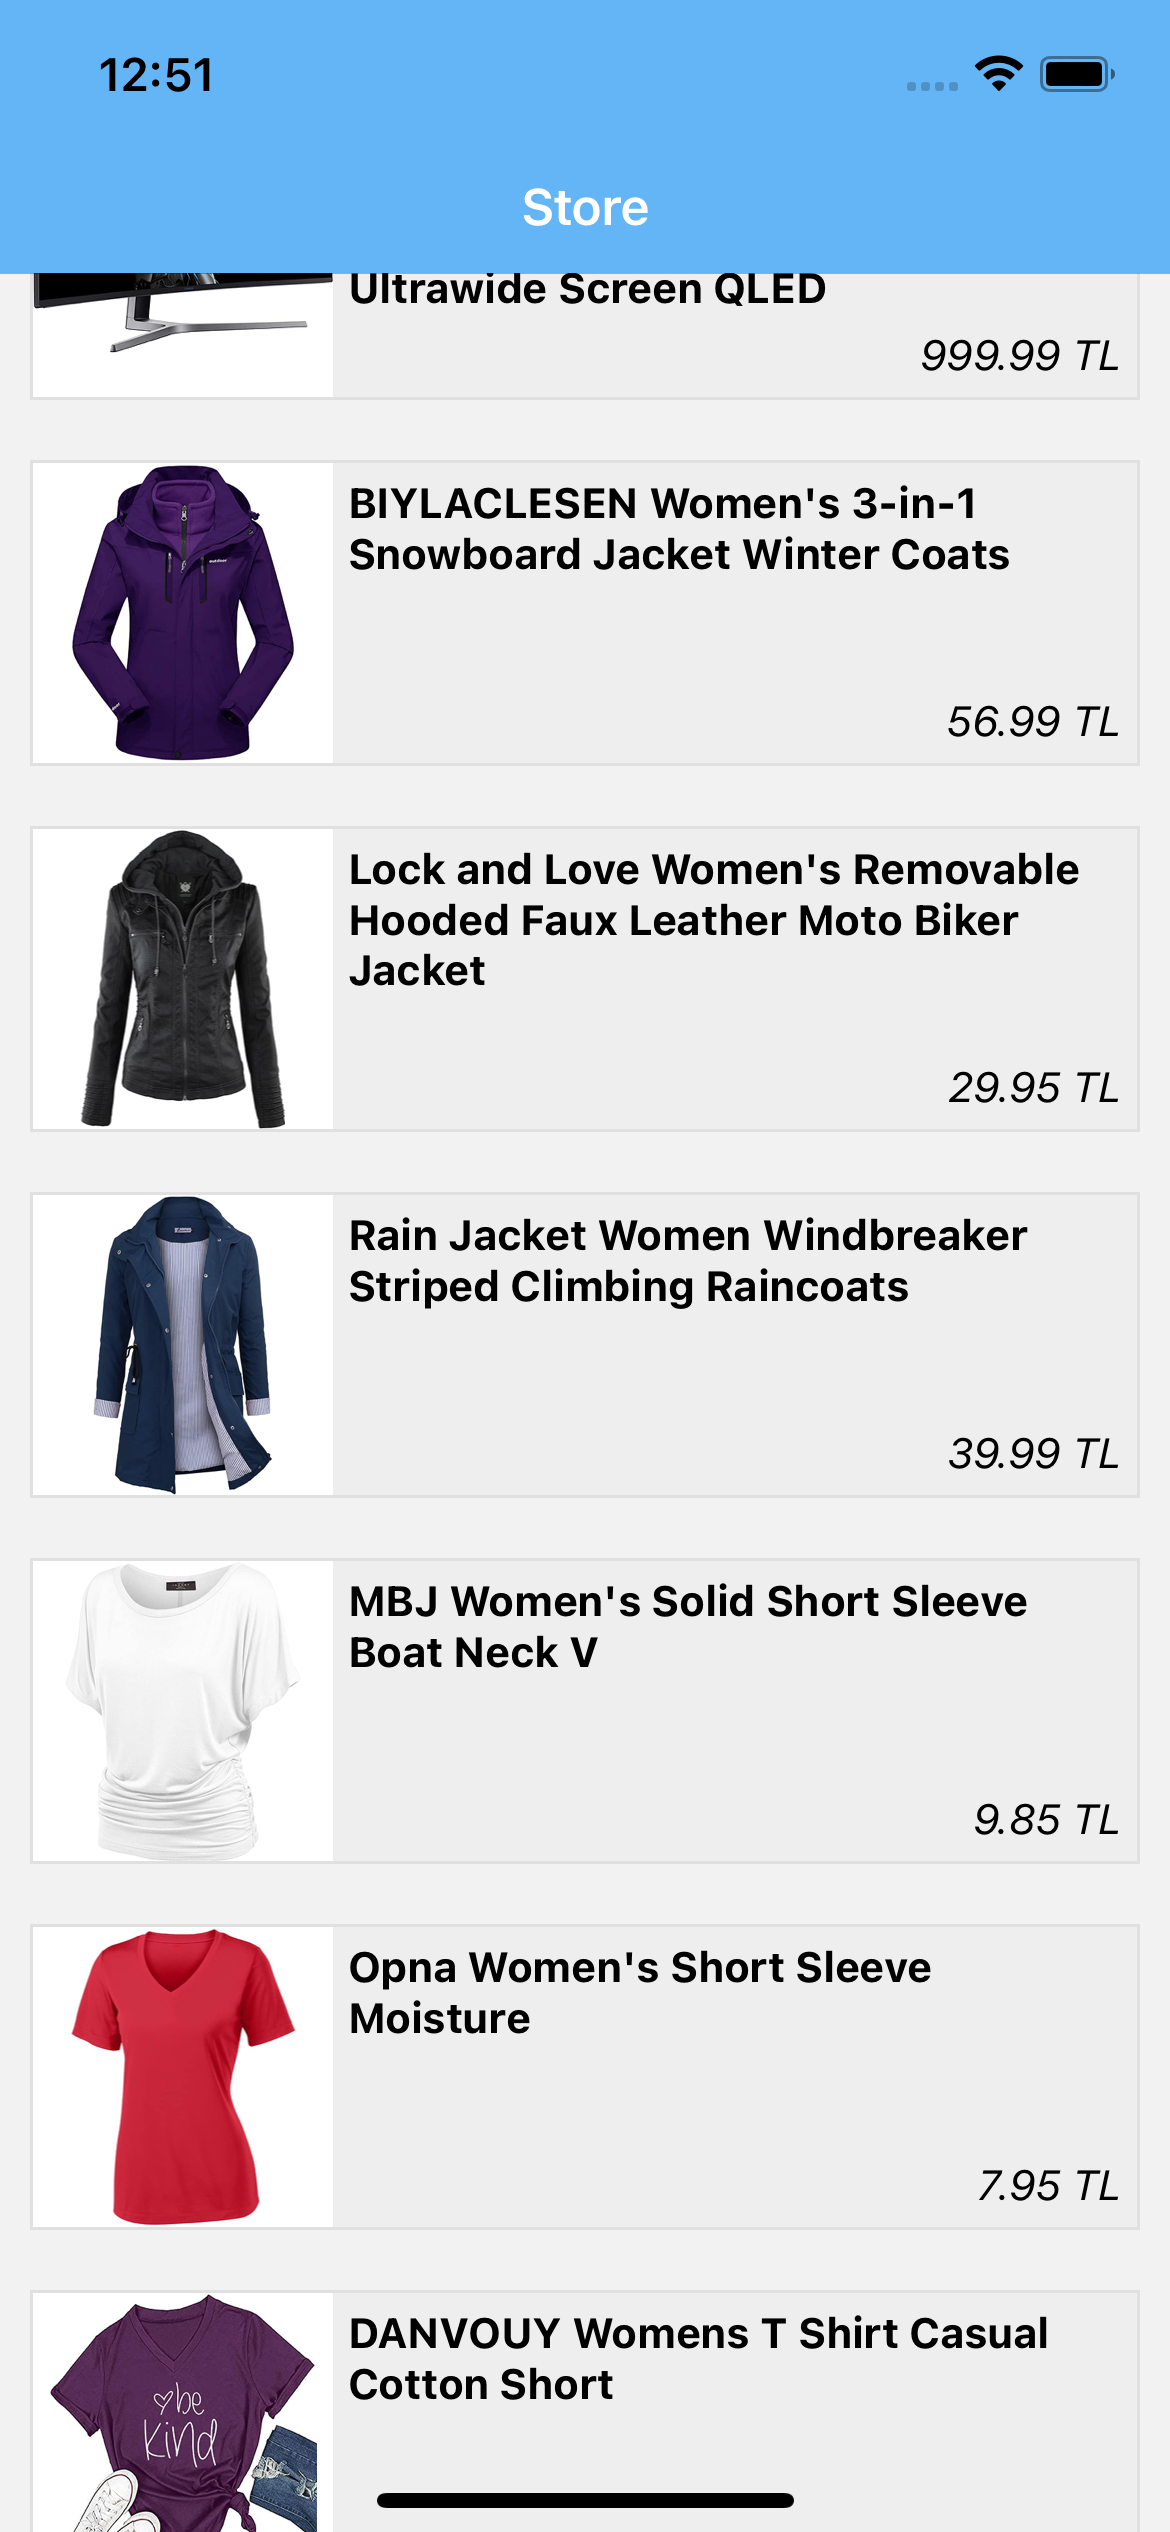 12:51
Store
Ultrawide Screen QLED
999.99 TL
BIYLACLESEN Women's 3-in-1
Snowboard Jacket Winter Coats
56.99 TL
Lock and Love Women's Removable
Hooded Faux Leather Moto Biker
Jacket
29.95 TL
Rain Jacket Women Windbreaker
Striped Climbing Raincoats
39.99 TL
MBJ Women's Solid Short Sleeve
Boat Neck V
9.85 TL
Opna Women's Short Sleeve
Moisture
7.95 TL
DANVOUY Womens T Shirt Casual
Cotton Short
be
kind